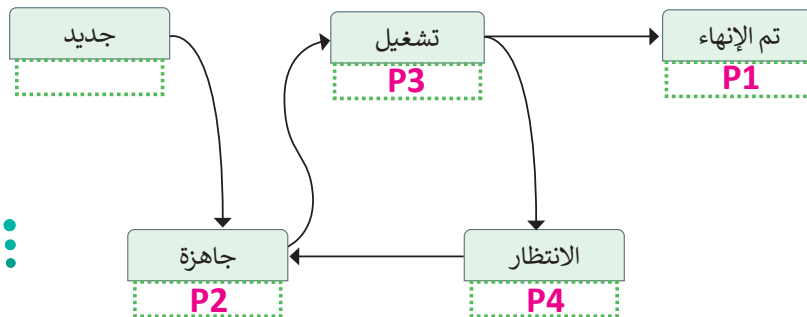 جديد
تشغيل
P3
تم الإنهاء
P1
جاهزة
P2
الانتظار
P4